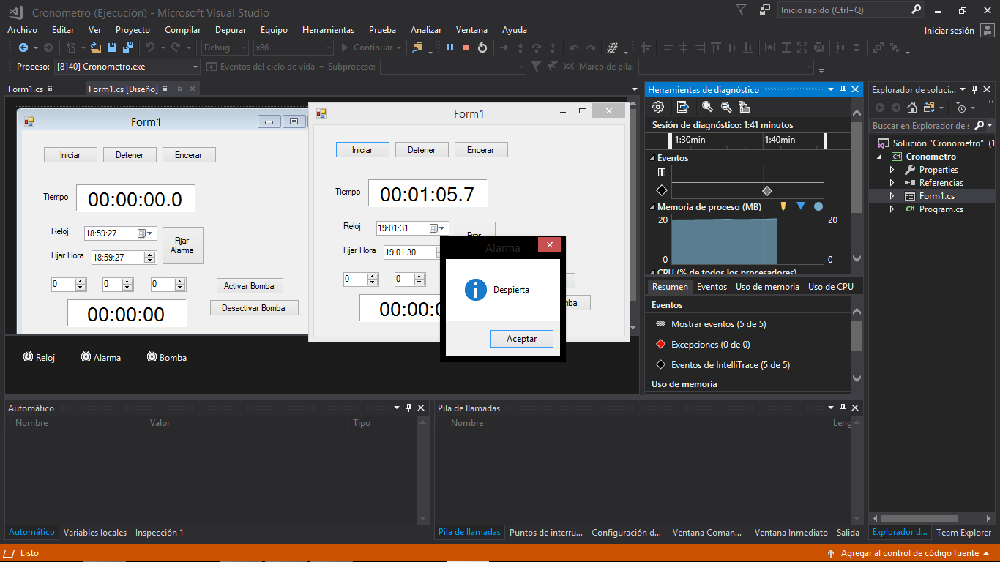 Cronometro (Ejecución) - Microsoft Visual Studio
Inicio rápido (Ctrl+Q)
Archivo Editar Ver Proyecto Compilar Depurar Equipo Herramientas Prueba Analizar Ventana Ayuda
Iniciar sesión
Debug x86 Continuar
Proceso: [8140] Cronometro.exe Eventos del ciclo de vida Subproceso: Marco de pila:
Form1.cs Form1.cs [Diseño]
Form1
Iniciar Detener Encerar
Tiempo 00:00:00.0
Reloj 18:59:27
Fijar Alarma
Fijar Hora 18:59:27
0 0 0
Activar Bomba
00:00:00
Desactivar Bomba
Form1
Iniciar Detener Encerar
Tiempo 00:01:05.7
Reloj 19:01:31
Fijar
Fijar Hora 19:01:30
0 0
00:00:0
mba
Alarma
Despierta
Aceptar
Reloj Alarma Bomba
Herramientas de diagnóstico
Sesión de diagnóstico: 1:41 minutos
1:30min 1:40min
Eventos
Memoria de proceso (MB)
20 20
0 0
CPU (% de todos los procesadores)
Resumen Eventos Uso de memoria Uso de CPU
Eventos
Mostrar eventos (5 de 5)
Excepciones (0 de 0)
Eventos de IntelliTrace (5 de 5)
Uso de memoria
Explorador de soluci...
Buscar en Explorador de s
Solución "Cronometro" (1
Cronometro
Properties
Referencias
Form1.cs
Program.cs
Automático
Nombre Valor Tipo
Pila de llamadas
Nombre Leng
Automático Variables locales Inspección 1
Pila de llamadas Puntos de interru... Configuración d... Ventana Coman... Ventana Inmediato Salida
Explorador d... Team Explorer
Listo
Agregar al control de código fuente